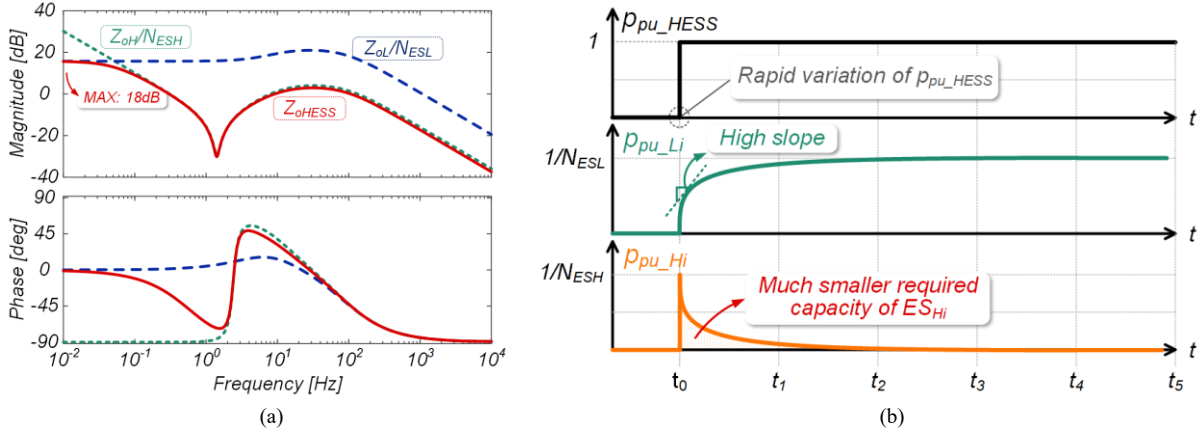 Magnitude [dB]
40
20
0
-20
-40
Z_oH/N_ESH
Z_oL/N_ESL
MAX: 18dB
Z_oHESS
Phase [deg]
90
45
0
-45
-90
10^-2 10^-1 10^0 10^1 10^2 10^3 10^4
Frequency [Hz]
(a)
p_pu_HESS
1
Rapid variation of p_pu_HESS
t
p_pu_Li
High slope
1/N_ESL
t
p_pu_Hi
1/N_ESH
Much smaller required
capacity of ES_Hi
t
t_0 t_1 t_2 t_3 t_4 t_5
(b)